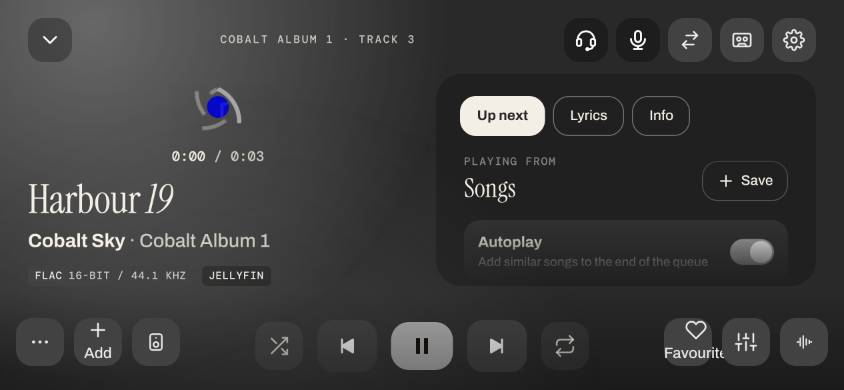 COBALT ALBUM 1 · TRACK 3
0:00 / 0:03
Harbour 19
Cobalt Sky · Cobalt Album 1
FLAC 16-BIT / 44.1 KHZ JELLYFIN
Up next Lyrics Info
PLAYING FROM
Songs
Save
Autoplay
Add similar songs to the end of the queue
Add
Favourite